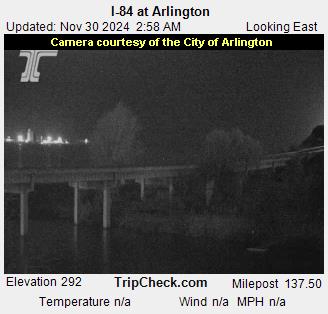 I-84 at Arlington
Updated: Nov 30 2024 2:58 AM Looking East
Camera courtesy of the City of Arlington
Elevation 292 TripCheck.com Milepost 137.50
Temperature n/a Wind n/a MPH n/a